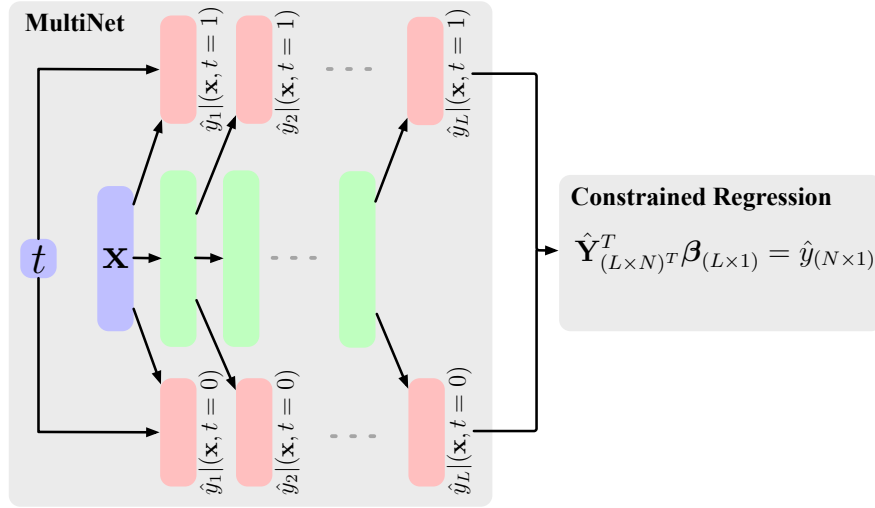 MultiNet
ŷ₁|(x, t = 1)
ŷ₂|(x, t = 1)
ŷ_L|(x, t = 1)
t
x
ŷ₁|(x, t = 0)
ŷ₂|(x, t = 0)
ŷ_L|(x, t = 0)
Constrained Regression
Ŷ^T_{(L×N)^T} β_{(L×1)} = ŷ_{(N×1)}